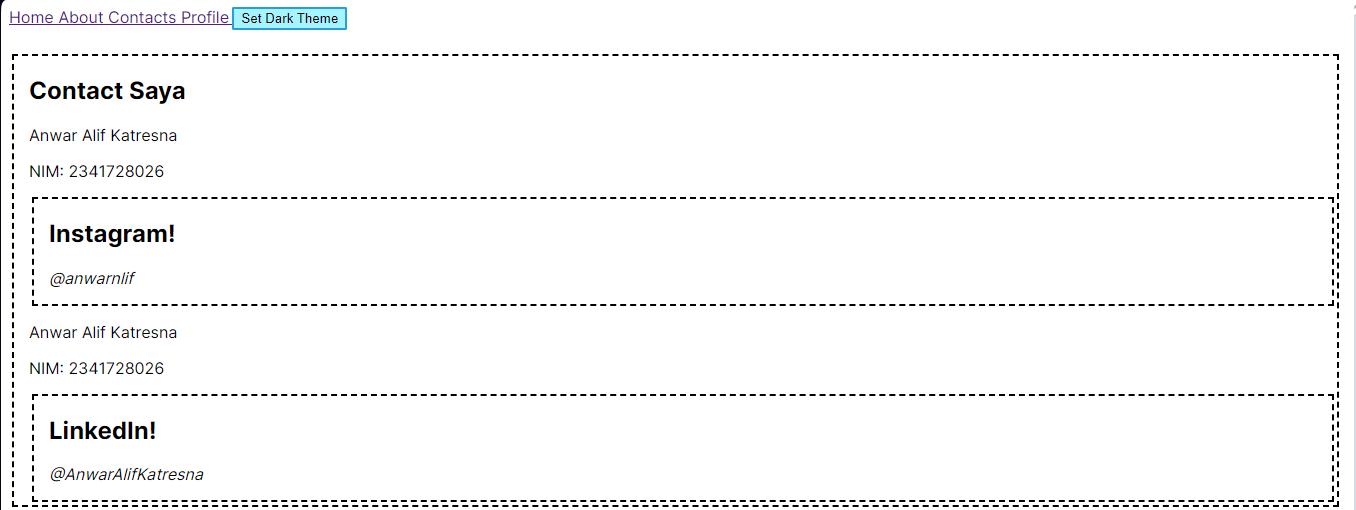 Home About Contacts Profile Set Dark Theme
Contact Saya
Anwar Alif Katresna
NIM: 2341728026
Instagram!
@anwarnlif
Anwar Alif Katresna
NIM: 2341728026
LinkedIn!
@AnwarAlifKatresna